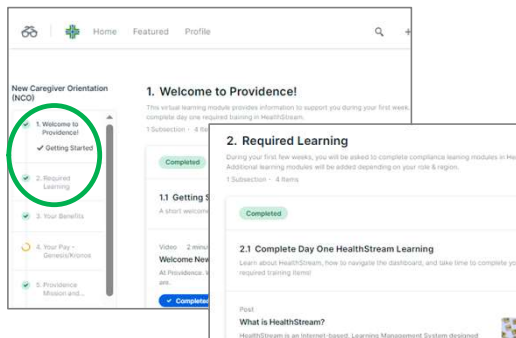 Home Featured Profile
New Caregiver Orientation
(NCO)
1. Welcome to
Providence!
Getting Started
2. Required
Learning
3. Your Benefits
4. Your Pay -
Genesis/Kronos
5. Providence
Mission and...
1. Welcome to Providence!
This virtual learning module provides information to support you during your first week,
complete day one required training in HealthStream.
1 Subsection - 4 Ite
Completed
1.1 Getting S
A short welcome
Video 2 minu
Welcome New
At Providence,
are.
Complete
2. Required Learning
During your first few weeks, you will be asked to complete compliance learning modules in Hea
Additional learning modules will be added depending on your role & region.
1 Subsection - 4 Items
Completed
2.1 Complete Day One HealthStream Learning
Learn about HealthStream, how to navigate the dashboard, and take time to complete yo
required training items!
Post
What is HealthStream?
HealthStream is an Internet-based, Learning Management System designed